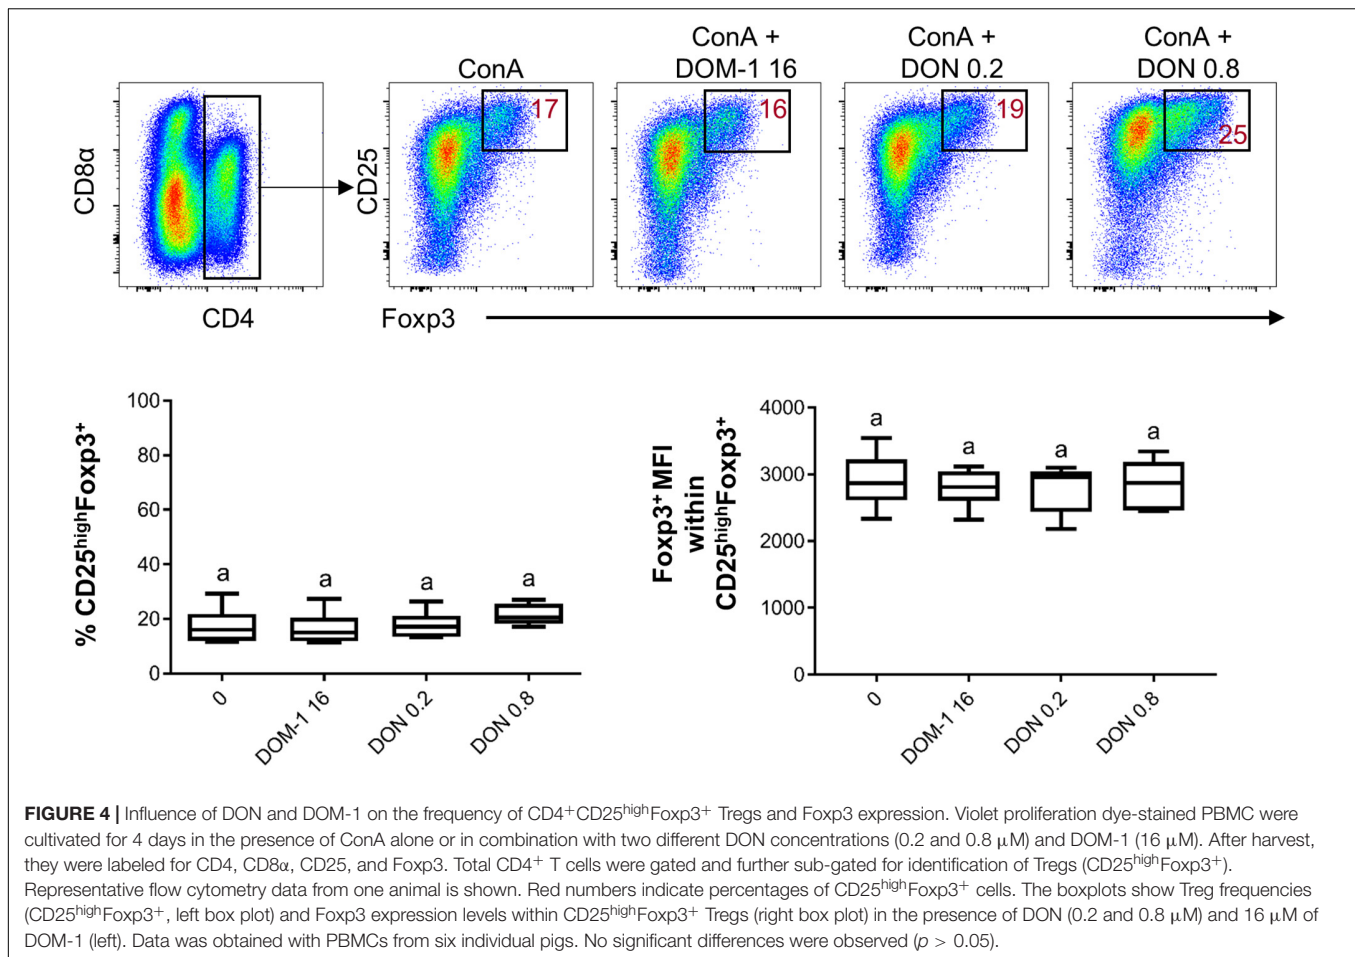 ConA
ConA +
DOM-1 16
ConA +
DON 0.2
ConA +
DON 0.8
CD8α
CD4
CD25
17
16
19
25
Foxp3
% CD25highFoxp3+
100
80
60
40
20
0
a
a
a
a
0
DOM-1 16
DON 0.2
DON 0.8
Foxp3+ MFI
within
CD25highFoxp3+
4000
3000
2000
1000
0
a
a
a
a
0
DOM-1 16
DON 0.2
DON 0.8
FIGURE 4 | Influence of DON and DOM-1 on the frequency of CD4+CD25highFoxp3+ Tregs and Foxp3 expression. Violet proliferation dye-stained PBMC were
cultivated for 4 days in the presence of ConA alone or in combination with two different DON concentrations (0.2 and 0.8 µM) and DOM-1 (16 µM). After harvest,
they were labeled for CD4, CD8α, CD25, and Foxp3. Total CD4+ T cells were gated and further sub-gated for identification of Tregs (CD25highFoxp3+).
Representative flow cytometry data from one animal is shown. Red numbers indicate percentages of CD25highFoxp3+ cells. The boxplots show Treg frequencies
(CD25highFoxp3+, left box plot) and Foxp3 expression levels within CD25highFoxp3+ Tregs (right box plot) in the presence of DON (0.2 and 0.8 µM) and 16 µM of
DOM-1 (left). Data was obtained with PBMCs from six individual pigs. No significant differences were observed (p > 0.05).